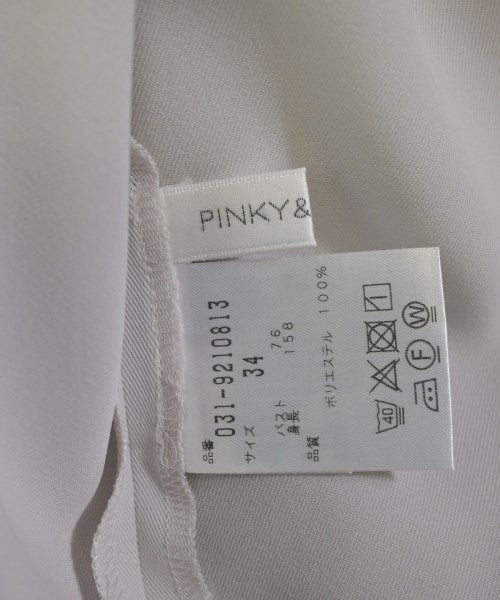 PINKY&
品番
031-9210813
サイズ
34
バスト 76
身長 158
品質
ポリエステル 100%
40
F W